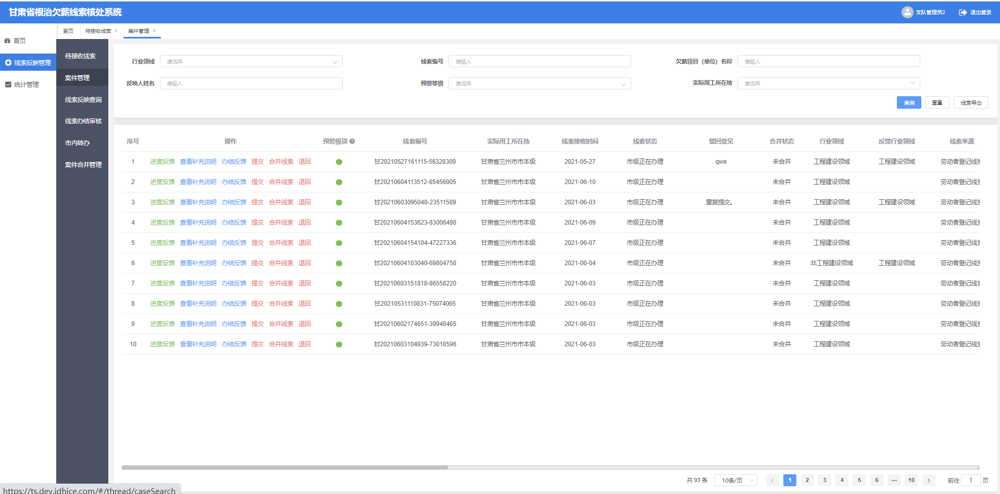 甘肃省根治欠薪线索核处系统 支队管理员2 退出登录
首页 待接收线索 × 案件管理 ×
首页
线索反映管理
统计管理
待接收线索
案件管理
线索反映查询
线索办结审核
市内转办
案件合并管理
行业领域 请选择 线索编号 请输入 欠薪项目（单位）名称 请输入
反映人姓名 请输入 预警等级 请选择 实际用工所在地 请选择
查询 重置 线索导出
序号 操作 预警级别 线索编号 实际用工所在地 线索接收时间 线索状态 驳回意见 合并状态 行业领域 反馈行业领域 线索来源
1 进度反馈 查看补充说明 办结反馈 提交 合并线索 退回 甘20210527161115-56328309 甘肃省兰州市市本级 2021-05-27 市级正在办理 qwe 未合并 工程建设领域 工程建设领域 劳动者登记线索
2 进度反馈 查看补充说明 办结反馈 提交 合并线索 退回 甘20210604113512-65456905 甘肃省兰州市市本级 2021-06-10 市级正在办理 未合并 工程建设领域 劳动者登记线索
3 进度反馈 查看补充说明 办结反馈 提交 合并线索 退回 甘20210603095048-23511589 甘肃省兰州市市本级 2021-06-03 市级正在办理 重复提交。 未合并 工程建设领域 工程建设领域 劳动者登记线索
4 进度反馈 查看补充说明 办结反馈 提交 合并线索 退回 甘20210604153623-83006498 甘肃省兰州市市本级 2021-06-09 市级正在办理 未合并 工程建设领域 劳动者登记线索
5 进度反馈 查看补充说明 办结反馈 提交 合并线索 退回 甘20210604154104-47227336 甘肃省兰州市市本级 2021-06-07 市级正在办理 未合并 工程建设领域 劳动者登记线索
6 进度反馈 查看补充说明 办结反馈 提交 合并线索 退回 甘20210604103040-69804758 甘肃省兰州市市本级 2021-06-04 市级正在办理 未合并 非工程建设领域 工程建设领域 劳动者登记线索
7 进度反馈 查看补充说明 办结反馈 提交 合并线索 退回 甘20210603151818-86558220 甘肃省兰州市市本级 2021-06-03 市级正在办理 未合并 工程建设领域 劳动者登记线索
8 进度反馈 查看补充说明 办结反馈 提交 合并线索 退回 甘20210531110831-75074065 甘肃省兰州市市本级 2021-06-03 市级正在办理 未合并 工程建设领域 劳动者登记线索
9 进度反馈 查看补充说明 办结反馈 提交 合并线索 退回 甘20210602174651-39948465 甘肃省兰州市市本级 2021-06-03 市级正在办理 未合并 工程建设领域 劳动者登记线索
10 进度反馈 查看补充说明 办结反馈 提交 合并线索 退回 甘20210603104939-73018596 甘肃省兰州市市本级 2021-06-03 市级正在办理 未合并 工程建设领域 劳动者登记线索
共 93 条 10条/页 < 1 2 3 4 5 6 ··· 10 > 前往 1 页
https://ts.dev.idhice.com/#/thread/caseSearch